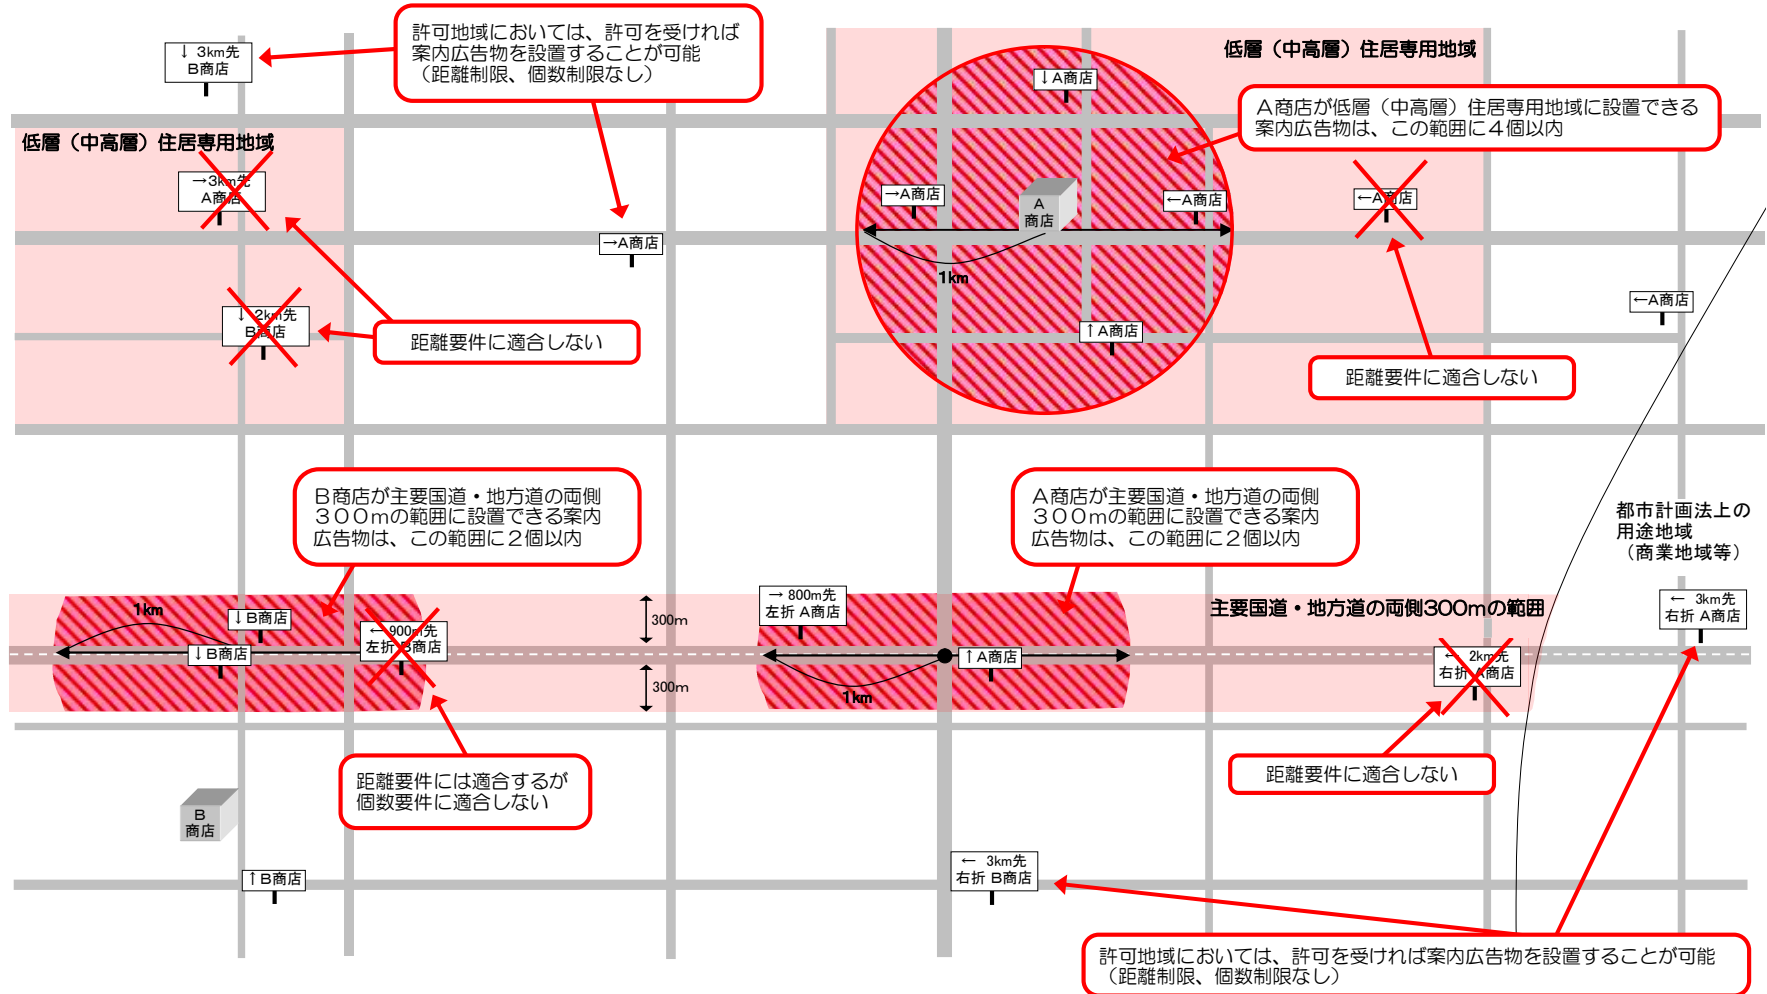 許可地域においては、許可を受ければ
案内広告物を設置することが可能
（距離制限、個数制限なし）
↓ 3km先
B商店
低層（中高層）住居専用地域
↓A商店
A商店が低層（中高層）住居専用地域に設置できる
案内広告物は、この範囲に４個以内
低層（中高層）住居専用地域
→3km先
A商店
→A商店
A
商店
←A商店
←A商店
→A商店
1km
←A商店
↓ 2km先
B商店
距離要件に適合しない
↑A商店
距離要件に適合しない
B商店が主要国道・地方道の両側
３００ｍの範囲に設置できる案内
広告物は、この範囲に２個以内
A商店が主要国道・地方道の両側
３００ｍの範囲に設置できる案内
広告物は、この範囲に２個以内
都市計画法上の
用途地域
（商業地域等）
1km
↓B商店
← 900m先
左折 B商店
300m
→ 800m先
左折 A商店
主要国道・地方道の両側300mの範囲
← 3km先
右折 A商店
↓B商店
↑A商店
← 2km先
右折 A商店
300m
1km
距離要件には適合するが
個数要件に適合しない
距離要件に適合しない
B
商店
↑B商店
← 3km先
右折 B商店
許可地域においては、許可を受ければ案内広告物を設置することが可能
（距離制限、個数制限なし）